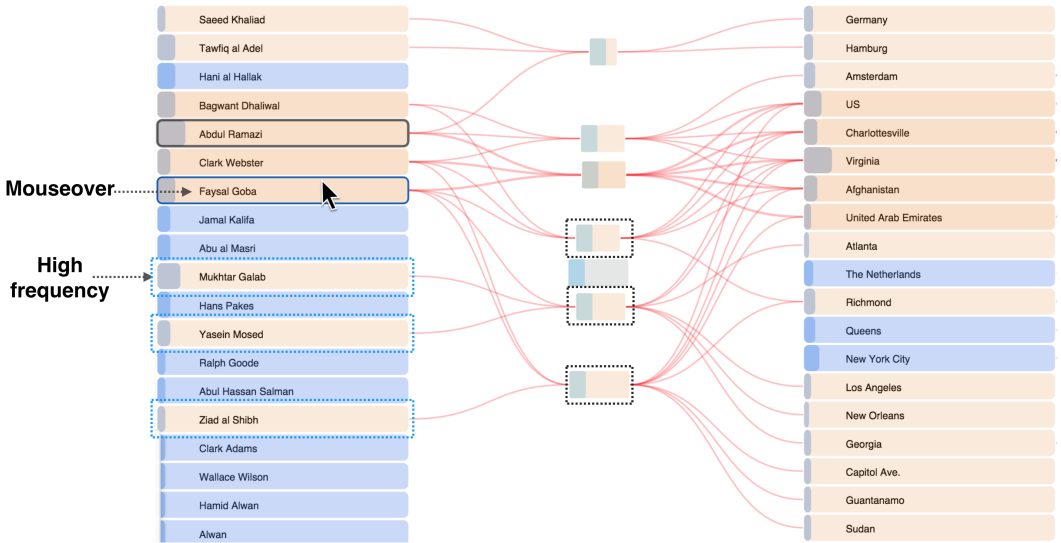 Saeed Khaliad
Tawfiq al Adel
Hani al Hallak
Bagwant Dhaliwal
Abdul Ramazi
Clark Webster
Mouseover
Faysal Goba
Jamal Kalifa
Abu al Masri
High
frequency
Mukhtar Galab
Hans Pakes
Yasein Mosed
Ralph Goode
Abul Hassan Salman
Ziad al Shibh
Clark Adams
Wallace Wilson
Hamid Alwan
Alwan
Germany
Hamburg
Amsterdam
US
Charlottesville
Virginia
Afghanistan
United Arab Emirates
Atlanta
The Netherlands
Richmond
Queens
New York City
Los Angeles
New Orleans
Georgia
Capitol Ave.
Guantanamo
Sudan